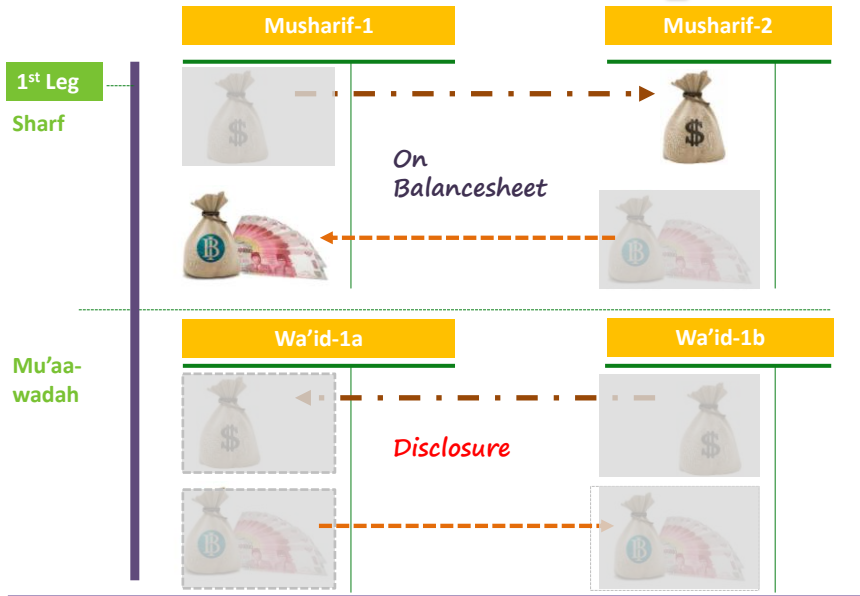 Musharif-1
Musharif-2
1st Leg
Sharf
$
$
On
Balancesheet
Wa'id-1a
Wa'id-1b
Mu'aa-
wadah
$
$
Disclosure